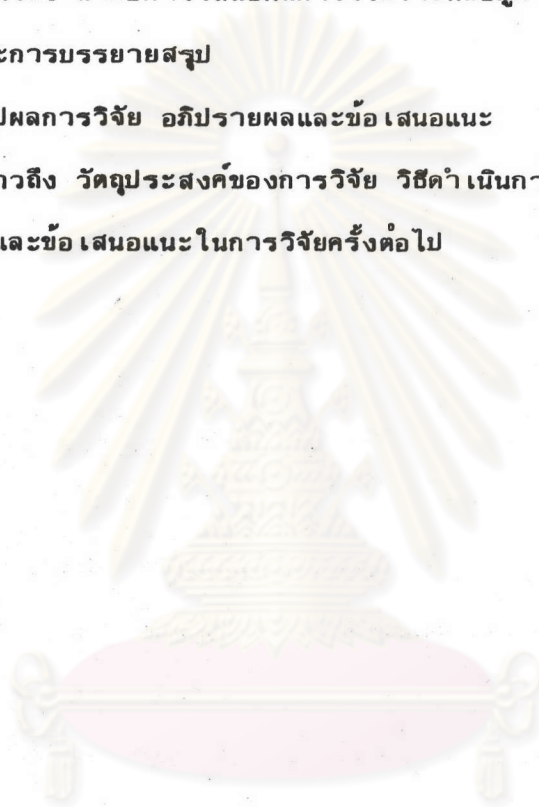 ะการบรรยายสรุป
ปผลการวิจัย อภิปรายผลและข้อเสนอแนะ
าวถึง วัตถุประสงค์ของการวิจัย วิธีดำเนินกา
และข้อเสนอแนะในการวิจัยครั้งต่อไป